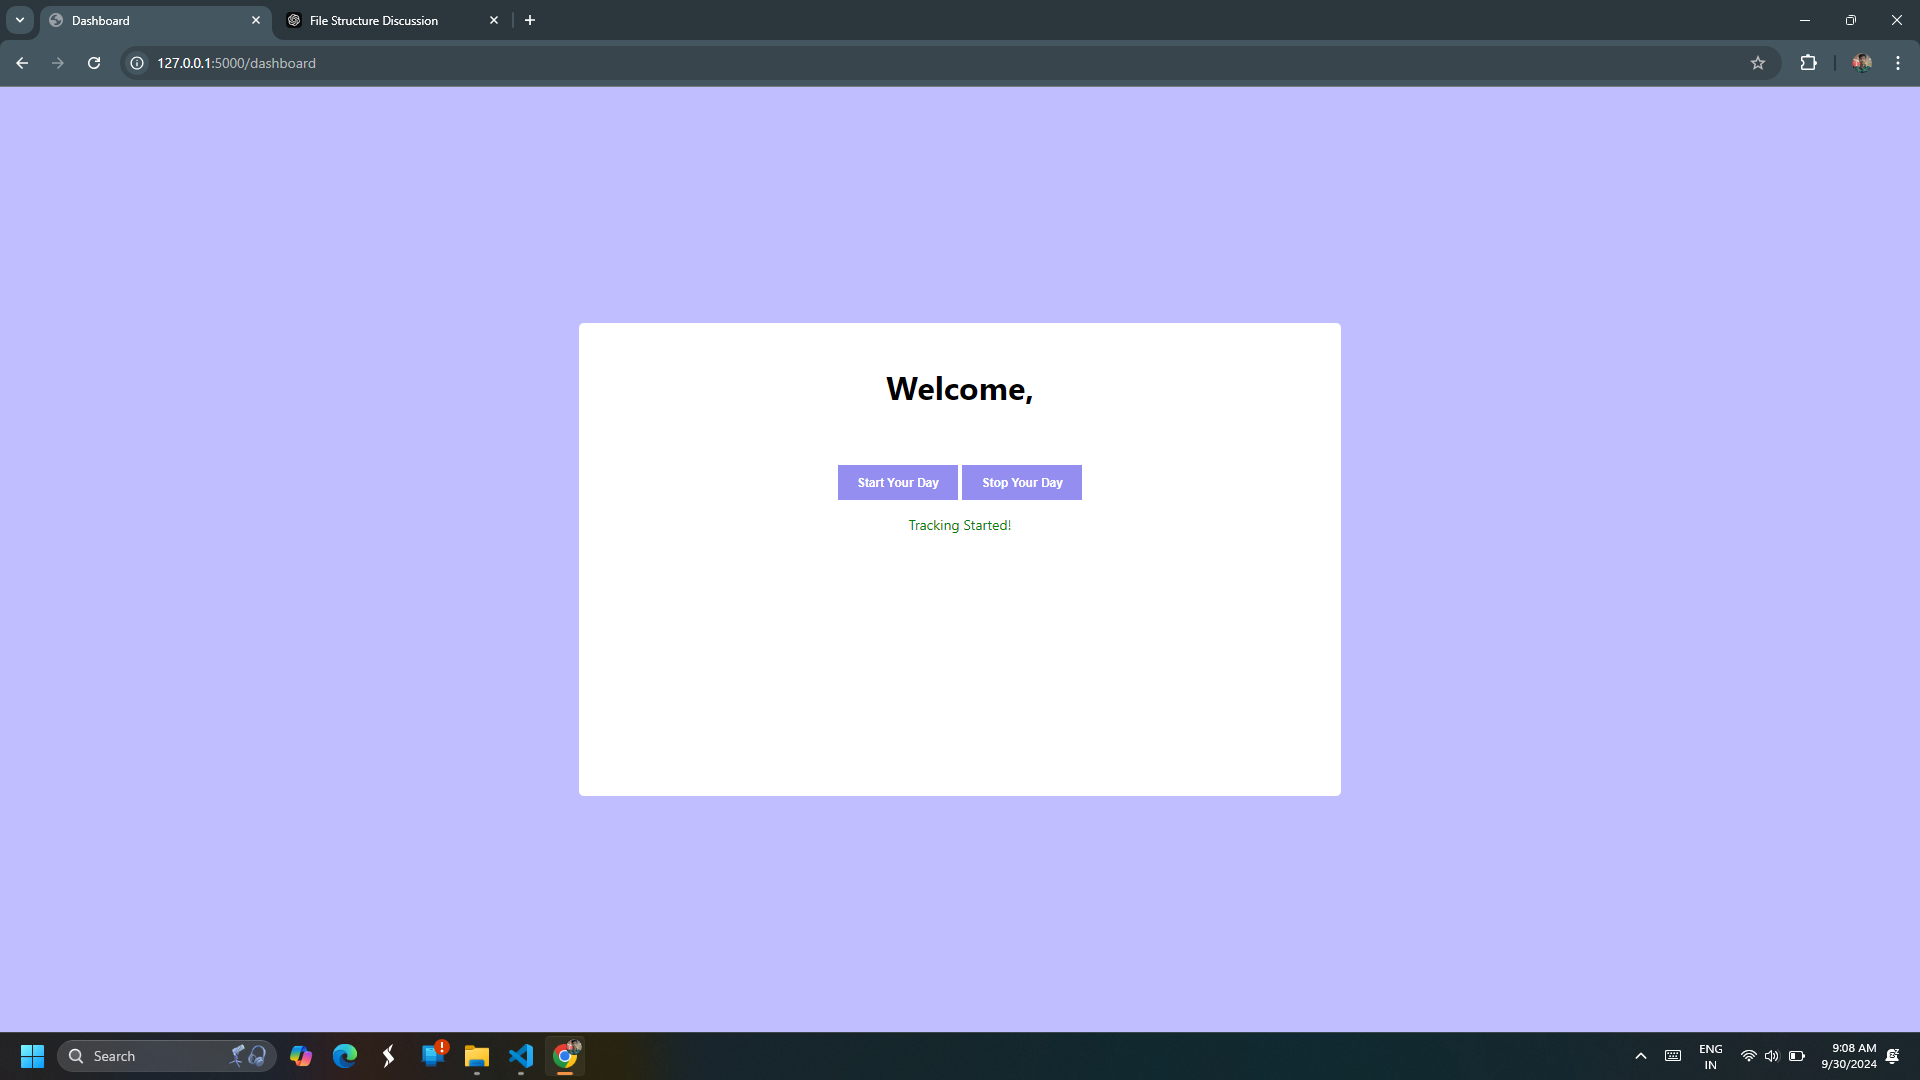 Dashboard
File Structure Discussion
127.0.0.1:5000/dashboard
Welcome,
Start Your Day
Stop Your Day
Tracking Started!
Search
ENG
IN
9:08 AM
9/30/2024